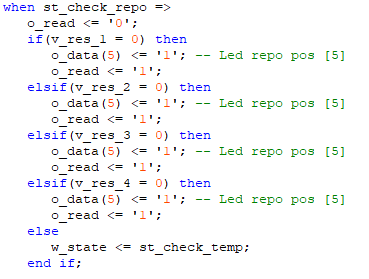 when st_check_repo =>
o_read <= '0';
if(v_res_1 = 0) then
o_data(5) <= '1'; -- Led repo pos [5]
o_read <= '1';
elsif(v_res_2 = 0) then
o_data(5) <= '1'; -- Led repo pos [5]
o_read <= '1';
elsif(v_res_3 = 0) then
o_data(5) <= '1'; -- Led repo pos [5]
o_read <= '1';
elsif(v_res_4 = 0) then
o_data(5) <= '1'; -- Led repo pos [5]
o_read <= '1';
else
w_state <= st_check_temp;
end if;